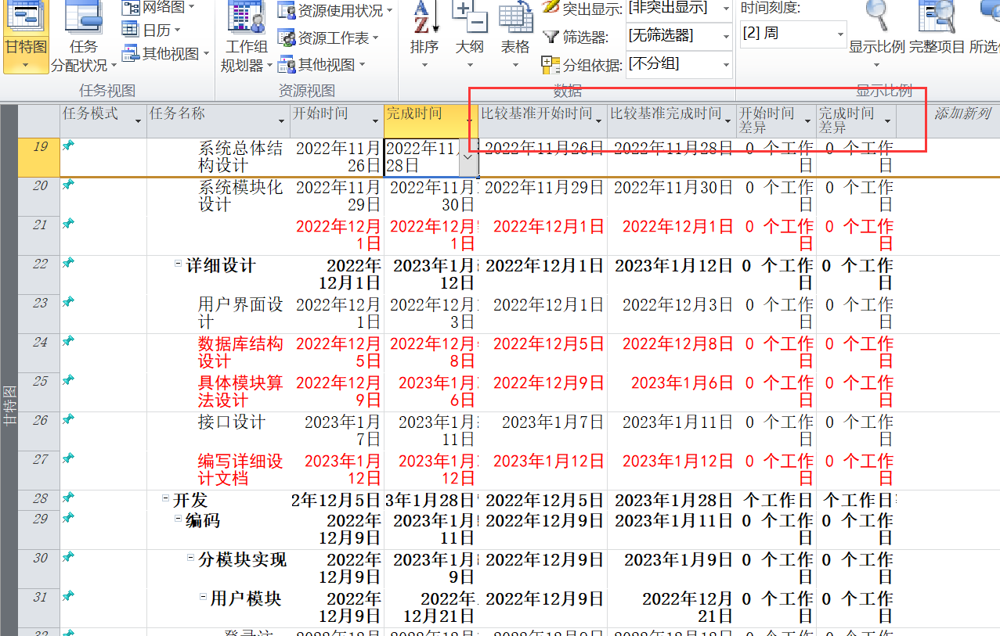 网络图
资源使用状况
突出显示: [非突出显示]
时间刻度:
日历
资源工作表
筛选器: [无筛选器]
[2] 周
甘特图
任务
分配状况
其他视图
工作组
规划器
其他视图
排序
大纲
表格
分组依据: [不分组]
显示比例
完整项目
任务视图
资源视图
数据
显示比例
任务模式 任务名称 开始时间 完成时间 比较基准开始时间 比较基准完成时间 开始时间 完成时间 添加新列
差异 差异
19 系统总体结 2022年11月 2022年11 2022年11月26日 2022年11月28日 0 个工作 0 个工作
构设计 26日 28日 日 日
20 系统模块化 2022年11月 2022年11月 2022年11月29日 2022年11月30日 0 个工作 0 个工作
设计 29日 30日 日 日
21 2022年12月 2022年12月 2022年12月1日 2022年12月1日 0 个工作 0 个工作
1日 1日 日 日
22 详细设计 2022年 2023年1月 2022年12月1日 2023年1月12日 0 个工作 0 个工作
12月1日 12日 日 日
23 用户界面设 2022年12月 2022年12月 2022年12月1日 2022年12月3日 0 个工作 0 个工作
计 1日 3日 日 日
24 数据库结构 2022年12月 2022年12月 2022年12月5日 2022年12月8日 0 个工作 0 个工作
设计 5日 8日 日 日
甘特图
25 具体模块算 2022年12月 2023年1月 2022年12月9日 2023年1月6日 0 个工作 0 个工作
法设计 9日 6日 日 日
26 接口设计 2023年1月 2023年1月 2023年1月7日 2023年1月11日 0 个工作 0 个工作
7日 11日 日 日
27 编写详细设 2023年1月 2023年1月 2023年1月12日 2023年1月12日 0 个工作 0 个工作
计文档 12日 12日 日 日
28 开发 2年12月5日 3年1月28日 2022年12月5日 2023年1月28日 个工作日 个工作日
29 编码 2022年 2023年1月 2022年12月9日 2023年1月11日 0 个工作 0 个工作
12月9日 11日 日 日
30 分模块实现 2022年 2023年1月 2022年12月9日 2023年1月9日 0 个工作 0 个工作
12月9日 9日 日 日
31 用户模块 2022年 2022年 2022年12月9日 2022年12月 0 个工作 0 个工作
12月9日 12月21日 21日 日 日